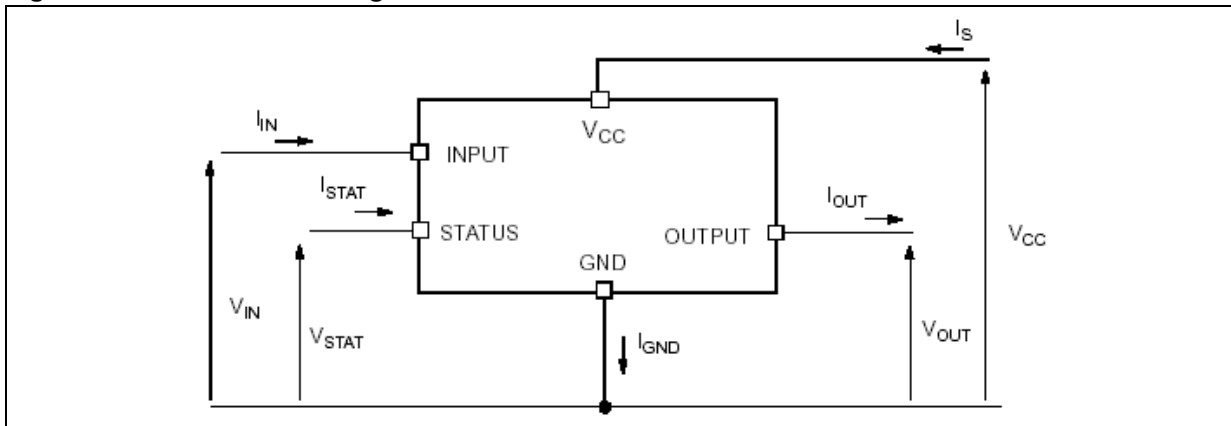 I_S
V_CC
I_IN
INPUT
I_STAT
STATUS
I_OUT
OUTPUT
GND
V_CC
V_IN
V_STAT
I_GND
V_OUT